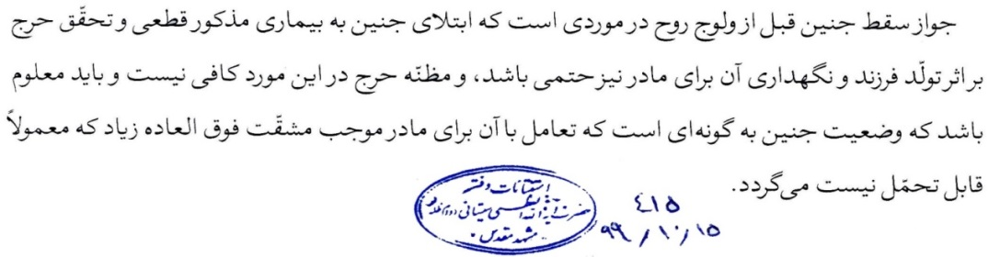 جواز سقط جنین قبل از ولوج روح در موردی است که ابتلای جنین به بیماری مذکور قطعی و تحقّق حرج
بر اثر تولّد فرزند و نگهداری آن برای مادر نیز حتمی باشد، و مظنّه حرج در این مورد کافی نیست و باید معلوم
باشد که وضعیت جنین به گونه‌ای است که تعامل با آن برای مادر موجب مشقّت فوق العاده زیاد که معمولاً
قابل تحمّل نیست می‌گردد.
استفتائات دفتر
حضرت آیة الله العظمی سیستانی (دام ظله)
مشهد مقدس
٤١٥
۹۹/۱۰/۱۵